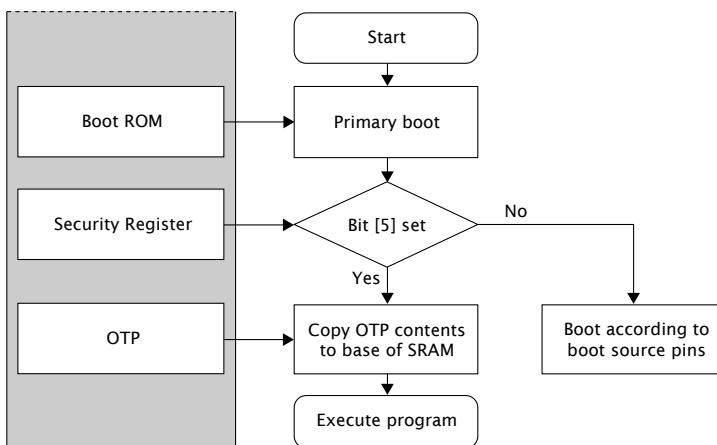 Start
Boot ROM
Primary boot
Security Register
Bit [5] set
No
Yes
OTP
Copy OTP contents
to base of SRAM
Boot according to
boot source pins
Execute program